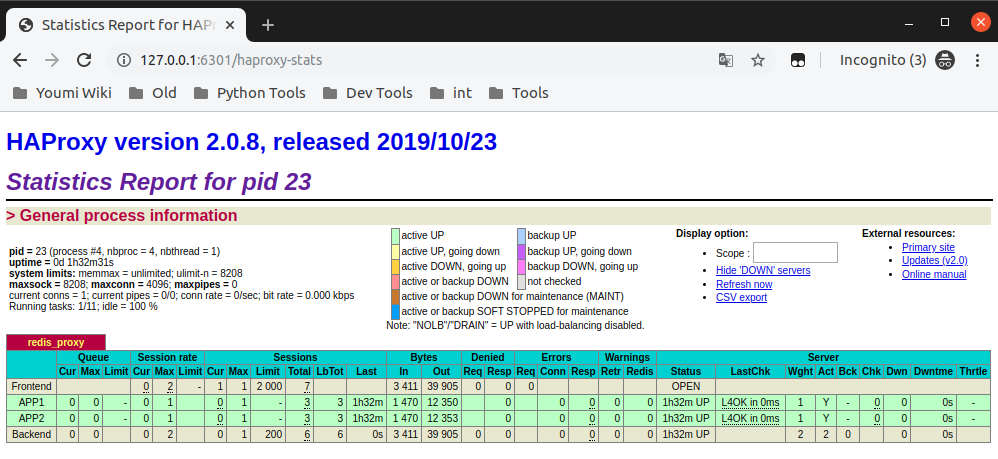 Statistics Report for HAPr
127.0.0.1:6301/haproxy-stats
Incognito (3)
Youmi Wiki Old Python Tools Dev Tools int Tools
HAProxy version 2.0.8, released 2019/10/23
Statistics Report for pid 23
> General process information
pid = 23 (process #4, nbproc = 4, nbthread = 1)
uptime = 0d 1h32m31s
system limits: memmax = unlimited; ulimit-n = 8208
maxsock = 8208; maxconn = 4096; maxpipes = 0
current conns = 1; current pipes = 0/0; conn rate = 0/sec; bit rate = 0.000 kbps
Running tasks: 1/11; idle = 100 %
active UP backup UP
active UP, going down backup UP, going down
active DOWN, going up backup DOWN, going up
active or backup DOWN not checked
active or backup DOWN for maintenance (MAINT)
active or backup SOFT STOPPED for maintenance
Note: "NOLB"/"DRAIN" = UP with load-balancing disabled.
Display option:
• Scope :
• Hide 'DOWN' servers
• Refresh now
• CSV export
External resources:
• Primary site
• Updates (v2.0)
• Online manual
redis_proxy
Queue Session rate Sessions Bytes Denied Errors Warnings Server
Cur Max Limit Cur Max Limit Cur Max Limit Total LbTot Last In Out Req Resp Req Conn Resp Retr Redis Status LastChk Wght Act Bck Chk Dwn Dwntme Thrtle
Frontend 0 2 - 1 1 2 000 7 3 411 39 905 0 0 0 OPEN
APP1 0 0 - 0 1 0 1 - 3 3 1h32m 1 470 12 350 0 0 0 0 0 1h32m UP L4OK in 0ms 1 Y - 0 0 0s -
APP2 0 0 - 0 1 0 1 - 3 3 1h32m 1 470 12 353 0 0 0 0 0 1h32m UP L4OK in 0ms 1 Y - 0 0 0s -
Backend 0 0 0 2 0 1 200 6 6 0s 3 411 39 905 0 0 0 0 0 0 1h32m UP 2 2 0 0 0s